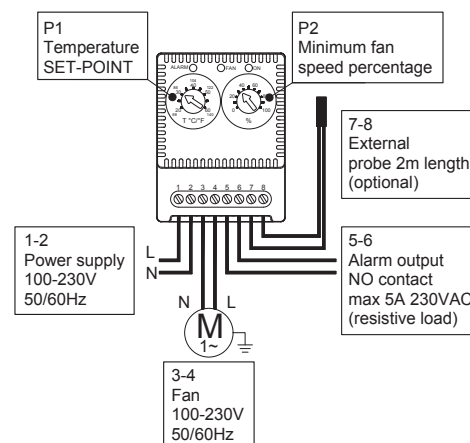 P1
Temperature
SET-POINT
P2
Minimum fan
speed percentage
ALARM
FAN
ON
T °C/°F
%
1 2 3 4 5 6 7 8
7-8
External
probe 2m length
(optional)
1-2
Power supply
100-230V
50/60Hz
L
N
5-6
Alarm output
NO contact
max 5A 230VAC
(resistive load)
N L
M
1~
3-4
Fan
100-230V
50/60Hz